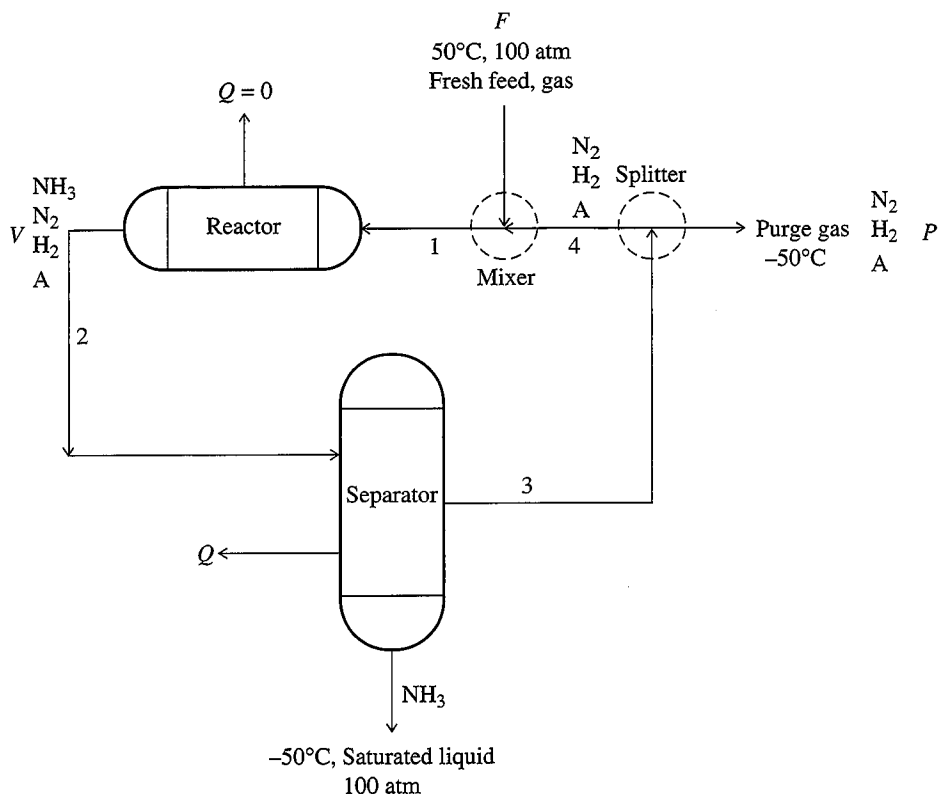 F
50°C, 100 atm
Fresh feed, gas
Q = 0
N₂
H₂
A
Splitter
NH₃
N₂
H₂
A
V
Reactor
1
Mixer
4
Purge gas
–50°C
N₂
H₂
A
P
2
Separator
3
Q
NH₃
–50°C, Saturated liquid
100 atm